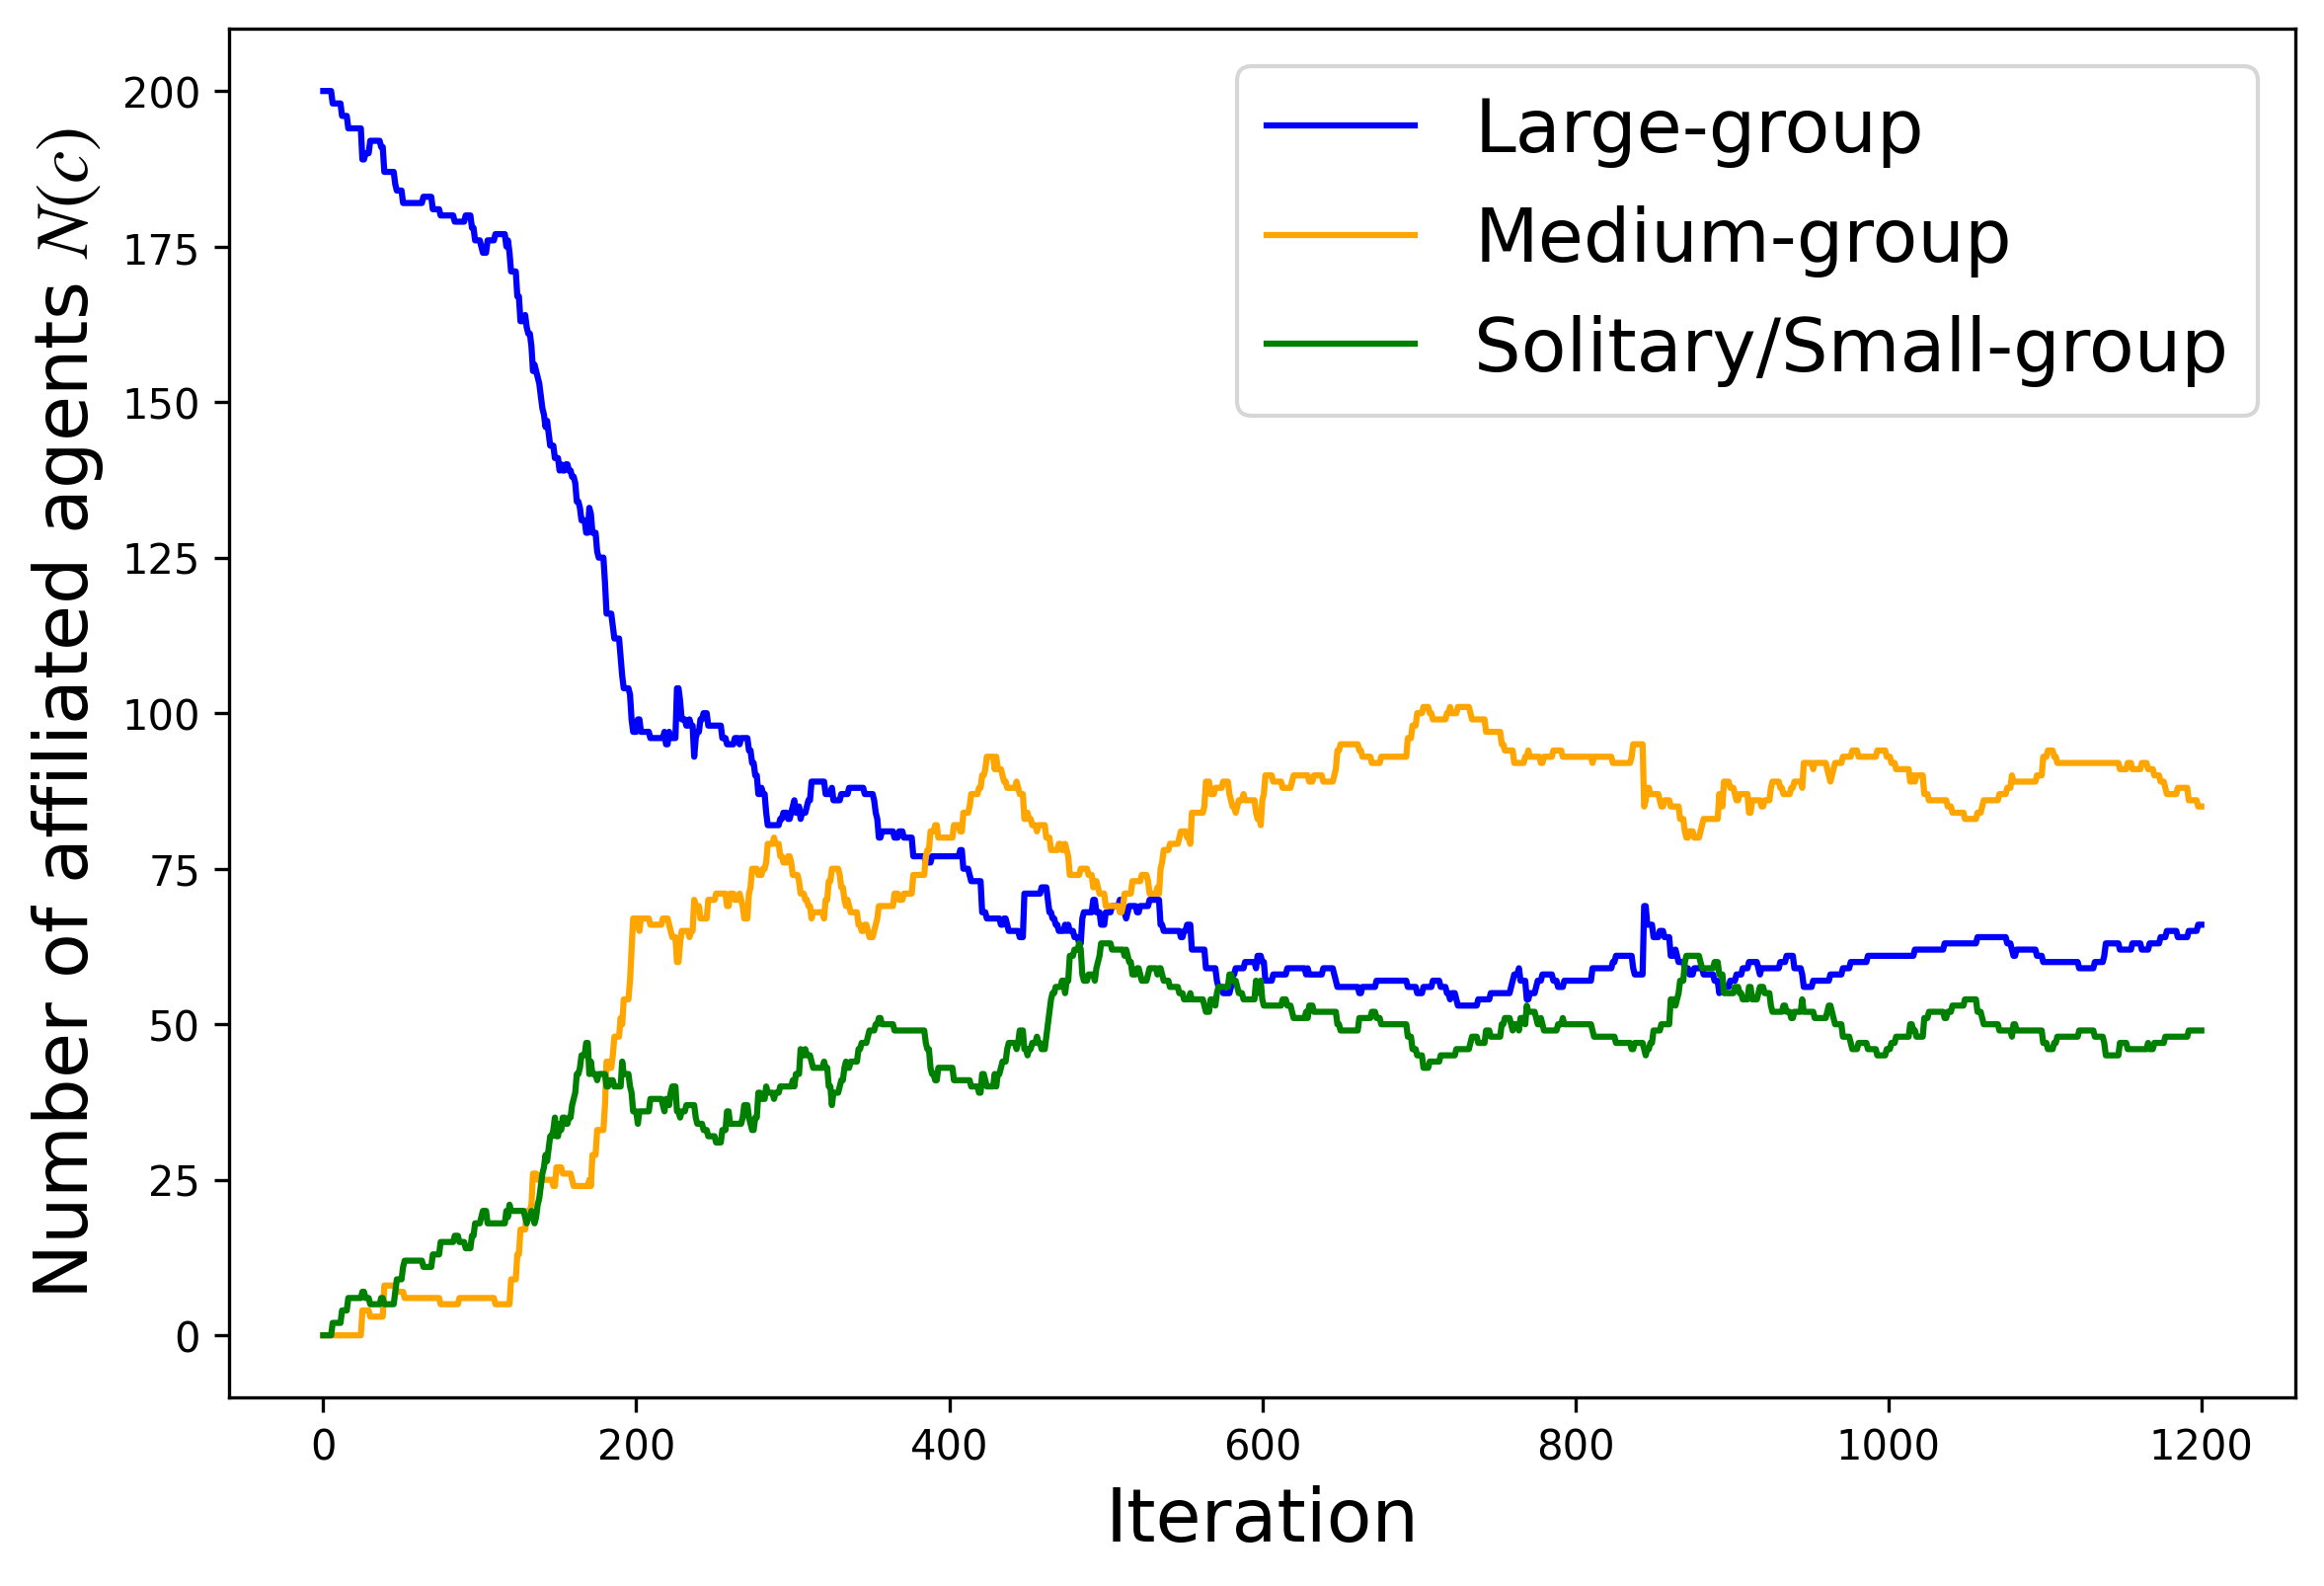 Number of affiliated agents N(c)
200
175
150
125
100
75
50
25
0
Large-group
Medium-group
Solitary/Small-group
0 200 400 600 800 1000 1200
Iteration